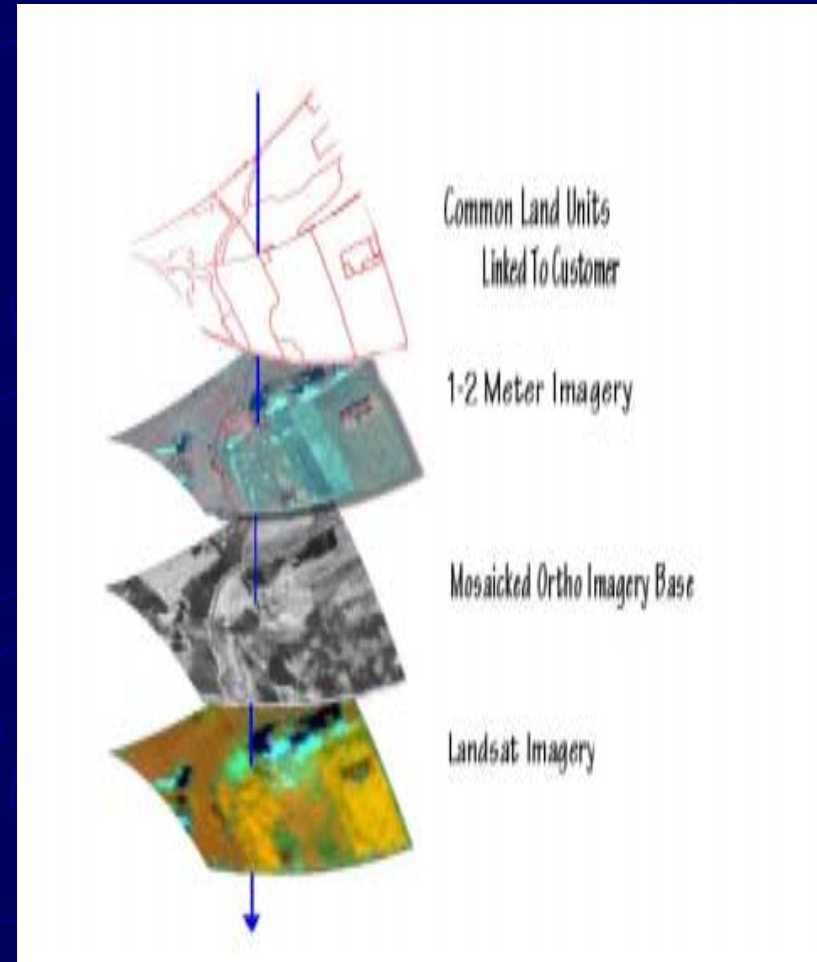 Common Land Units
Linked To Customer
1-2 Meter Imagery
Mosaicked Ortho Imagery Base
Landsat Imagery